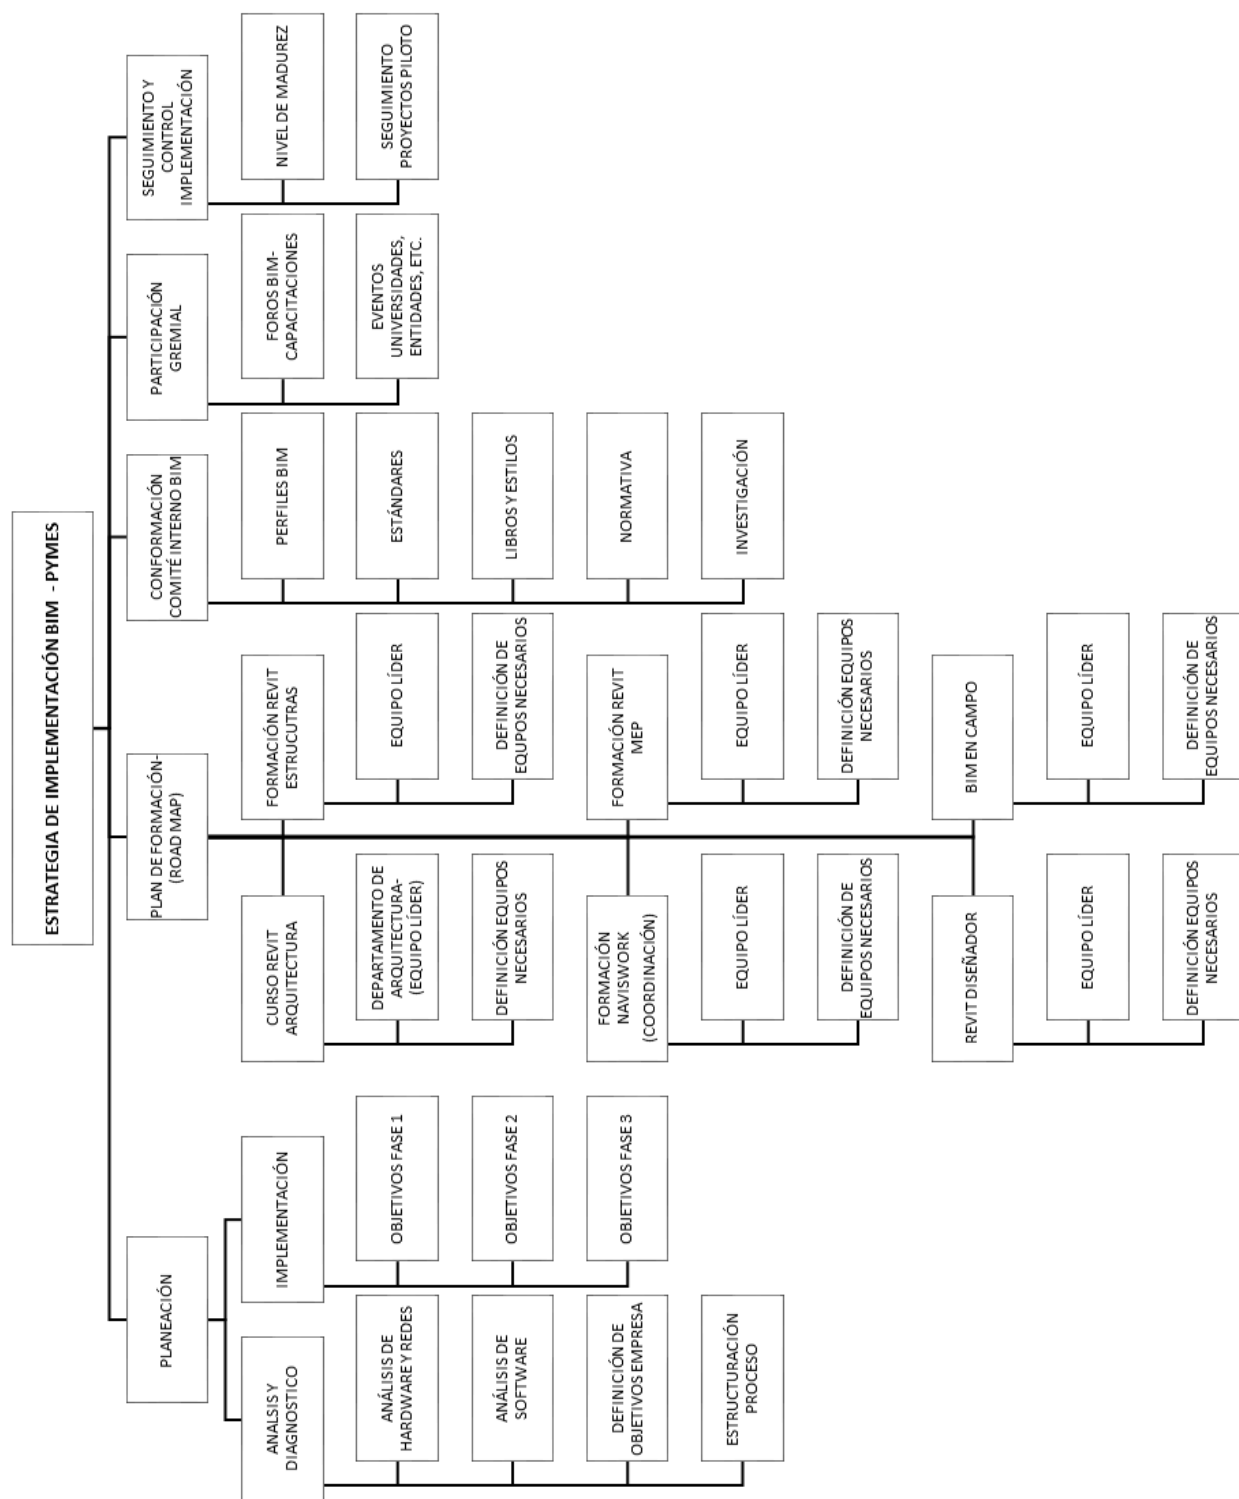 ESTRATEGIA DE IMPLEMENTACIÓN BIM - PYMES
PLANEACIÓN
ANALSIS Y
DIAGNOSTICO
ANÁLISIS DE
HARDWARE Y REDES
ANÁLISIS DE
SOFTWARE
DEFINICIÓN DE
OBJETIVOS EMPRESA
ESTRUCTURACIÓN
PROCESO
IMPLEMENTACIÓN
OBJETIVOS FASE 1
OBJETIVOS FASE 2
OBJETIVOS FASE 3
PLAN DE FORMACIÓN-
(ROAD MAP)
CURSO REVIT
ARQUITECTURA
DEPARTAMENTO DE
ARQUITECTURA-
(EQUIPO LÍDER)
DEFINICIÓN EQUIPOS
NECESARIOS
FORMACIÓN REVIT
ESTRUCUTRAS
EQUIPO LÍDER
DEFINICIÓN DE
EQUPOS NECESARIOS
FORMACIÓN
NAVISWORK
(COORDINACIÓN)
EQUIPO LÍDER
DEFINICIÓN DE
EQUIPOS NECESARIOS
FORMACIÓN REVIT
MEP
EQUIPO LÍDER
DEFINICIÓN EQUIPOS
NECESARIOS
REVIT DISEÑADOR
EQUIPO LÍDER
DEFINICIÓN EQUIPOS
NECESARIOS
BIM EN CAMPO
EQUIPO LÍDER
DEFINICIÓN DE
EQUIPOS NECESARIOS
CONFORMACIÓN
COMITÉ INTERNO BIM
PERFILES BIM
ESTÁNDARES
LIBROS Y ESTILOS
NORMATIVA
INVESTIGACIÓN
PARTICIPACIÓN
GREMIAL
FOROS BIM-
CAPACITACIONES
EVENTOS
UNIVERSIDADES,
ENTIDADES, ETC.
SEGUIMIENTO Y
CONTROL
IMPLEMENTACIÓN
NIVEL DE MADUREZ
SEGUIMIENTO
PROYECTOS PILOTO